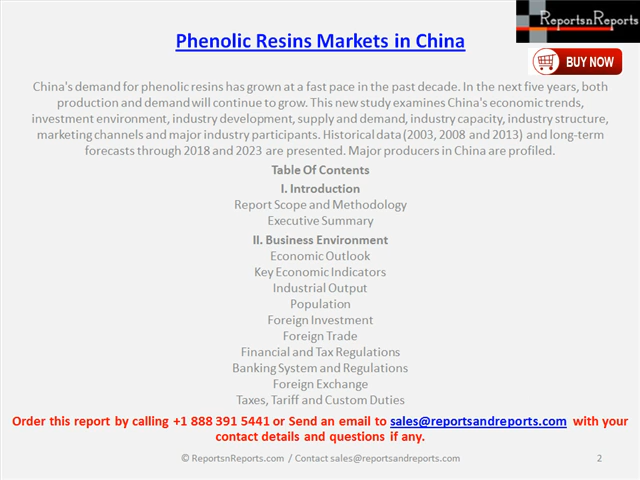 ReportsnReports
Phenolic Resins Markets in China
BUY NOW
China's demand for phenolic resins has grown at a fast pace in the past decade. In the next five years, both
production and demand will continue to grow. This new study examines China's economic trends,
investment environment, industry development, supply and demand, industry capacity, industry structure,
marketing channels and major industry participants. Historical data (2003, 2008 and 2013) and long-term
forecasts through 2018 and 2023 are presented. Major producers in China are profiled.
Table Of Contents
I. Introduction
Report Scope and Methodology
Executive Summary
II. Business Environment
Economic Outlook
Key Economic Indicators
Industrial Output
Population
Foreign Investment
Foreign Trade
Financial and Tax Regulations
Banking System and Regulations
Foreign Exchange
Taxes, Tariff and Custom Duties
Order this report by calling +1 888 391 5441 or Send an email to sales@reportsandreports.com with your
contact details and questions if any.
© ReportsnReports.com / Contact sales@reportsandreports.com
2